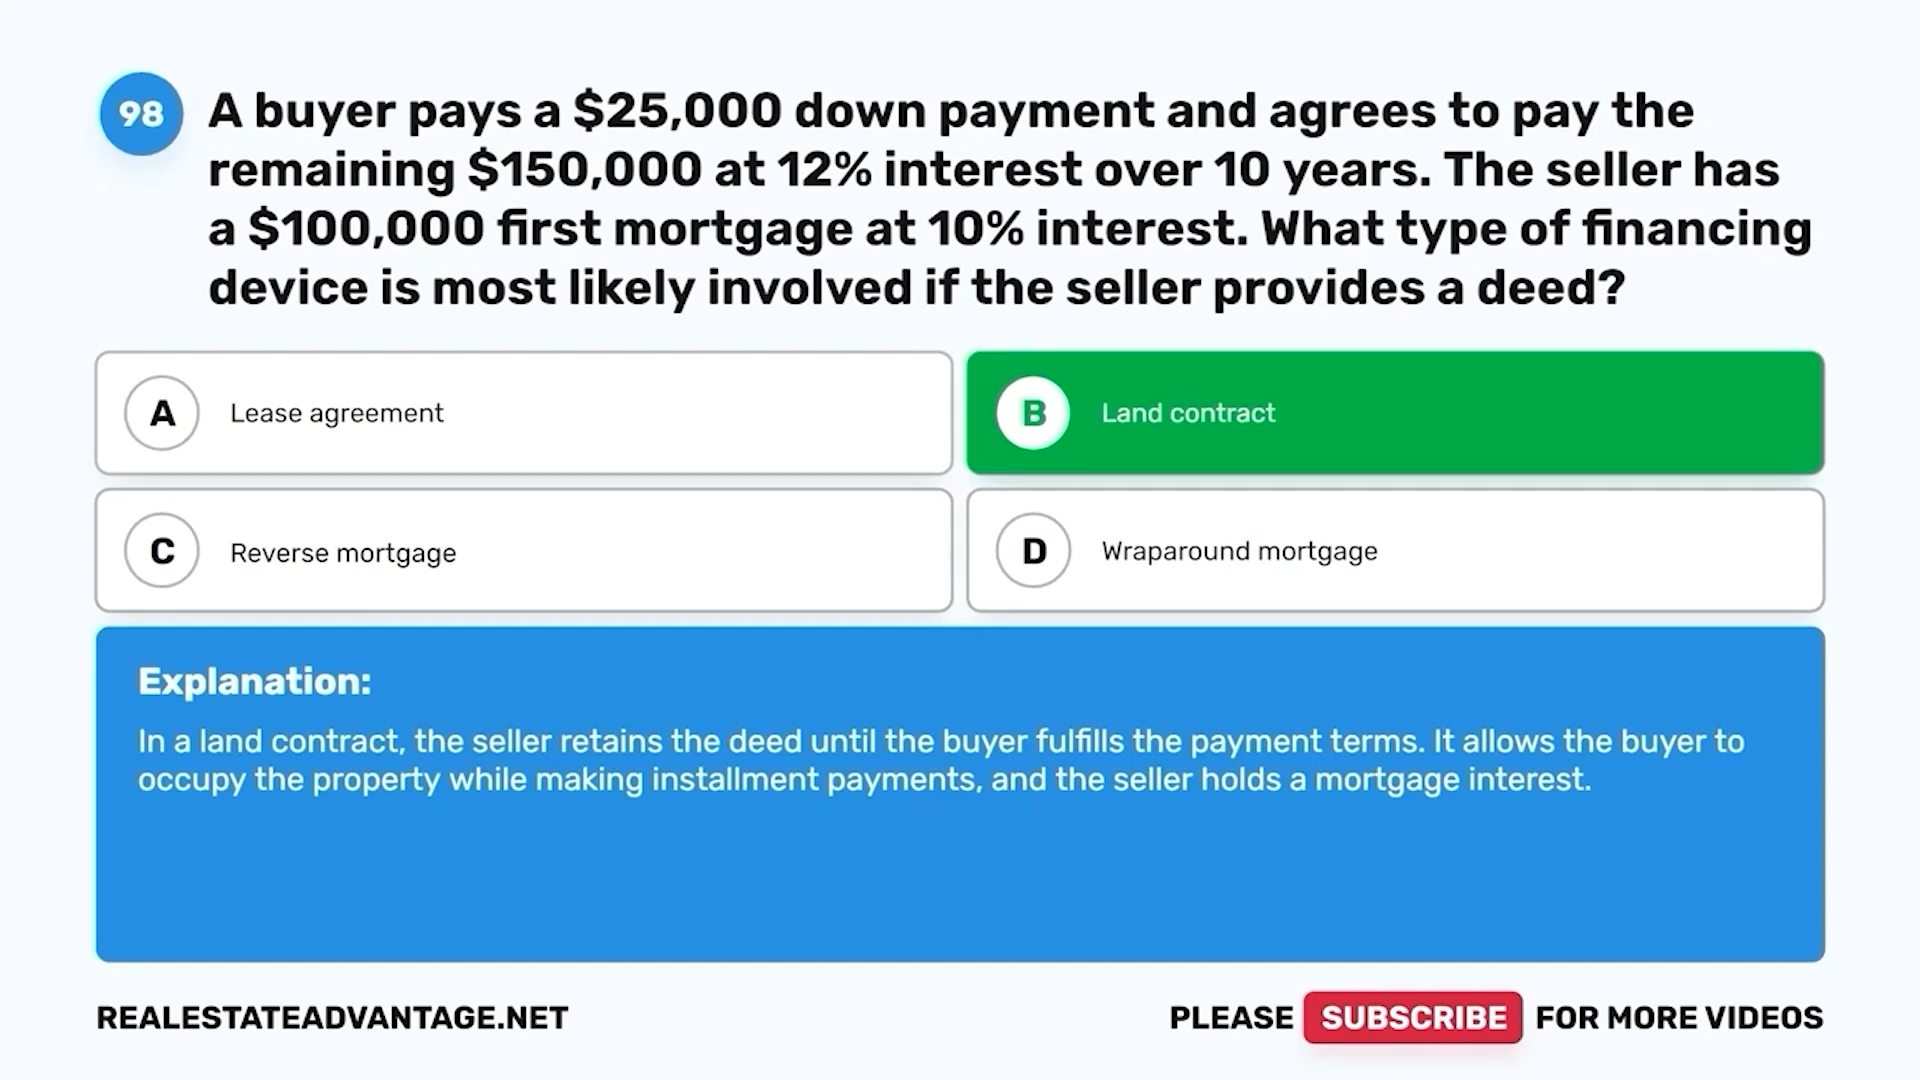 98
A buyer pays a $25,000 down payment and agrees to pay the
remaining $150,000 at 12% interest over 10 years. The seller has
a $100,000 first mortgage at 10% interest. What type of financing
device is most likely involved if the seller provides a deed?
A Lease agreement
B Land contract
C Reverse mortgage
D Wraparound mortgage
Explanation:
In a land contract, the seller retains the deed until the buyer fulfills the payment terms. It allows the buyer to
occupy the property while making installment payments, and the seller holds a mortgage interest.
REALESTATEADVANTAGE.NET
PLEASE SUBSCRIBE FOR MORE VIDEOS